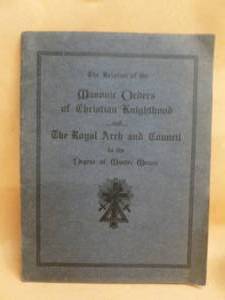 The Relation of the
Masonic Orders
of Christian Knighthood
and
The Royal Arch and Council
to the
Degree of Master Mason